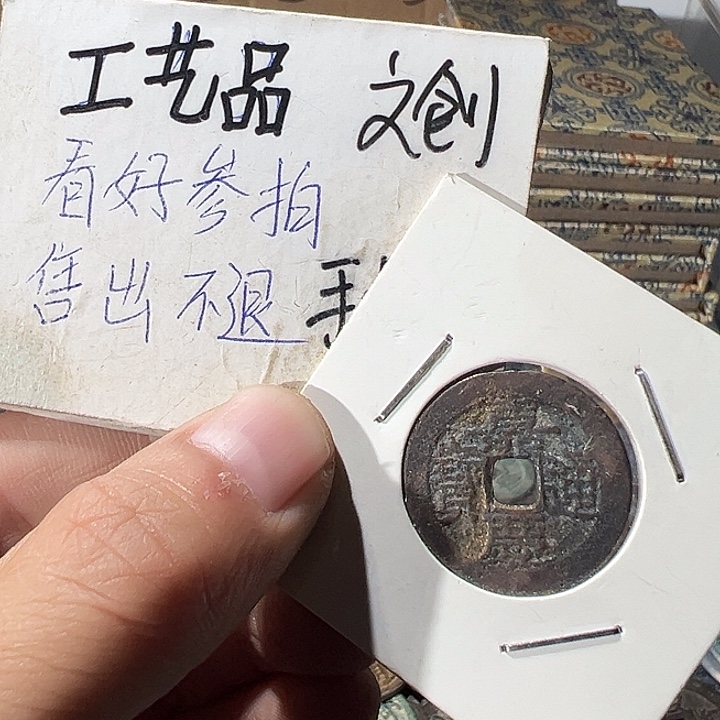 工艺品 文创
看好参拍
售出不退